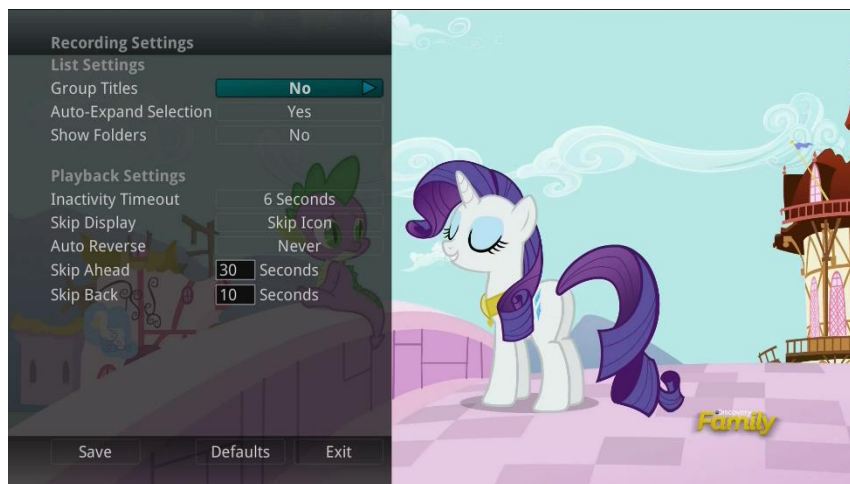 Recording Settings
List Settings
Group Titles No
Auto-Expand Selection Yes
Show Folders No
Playback Settings
Inactivity Timeout 6 Seconds
Skip Display Skip Icon
Auto Reverse Never
Skip Ahead 30 Seconds
Skip Back 10 Seconds
Save Defaults Exit
Discovery
Family